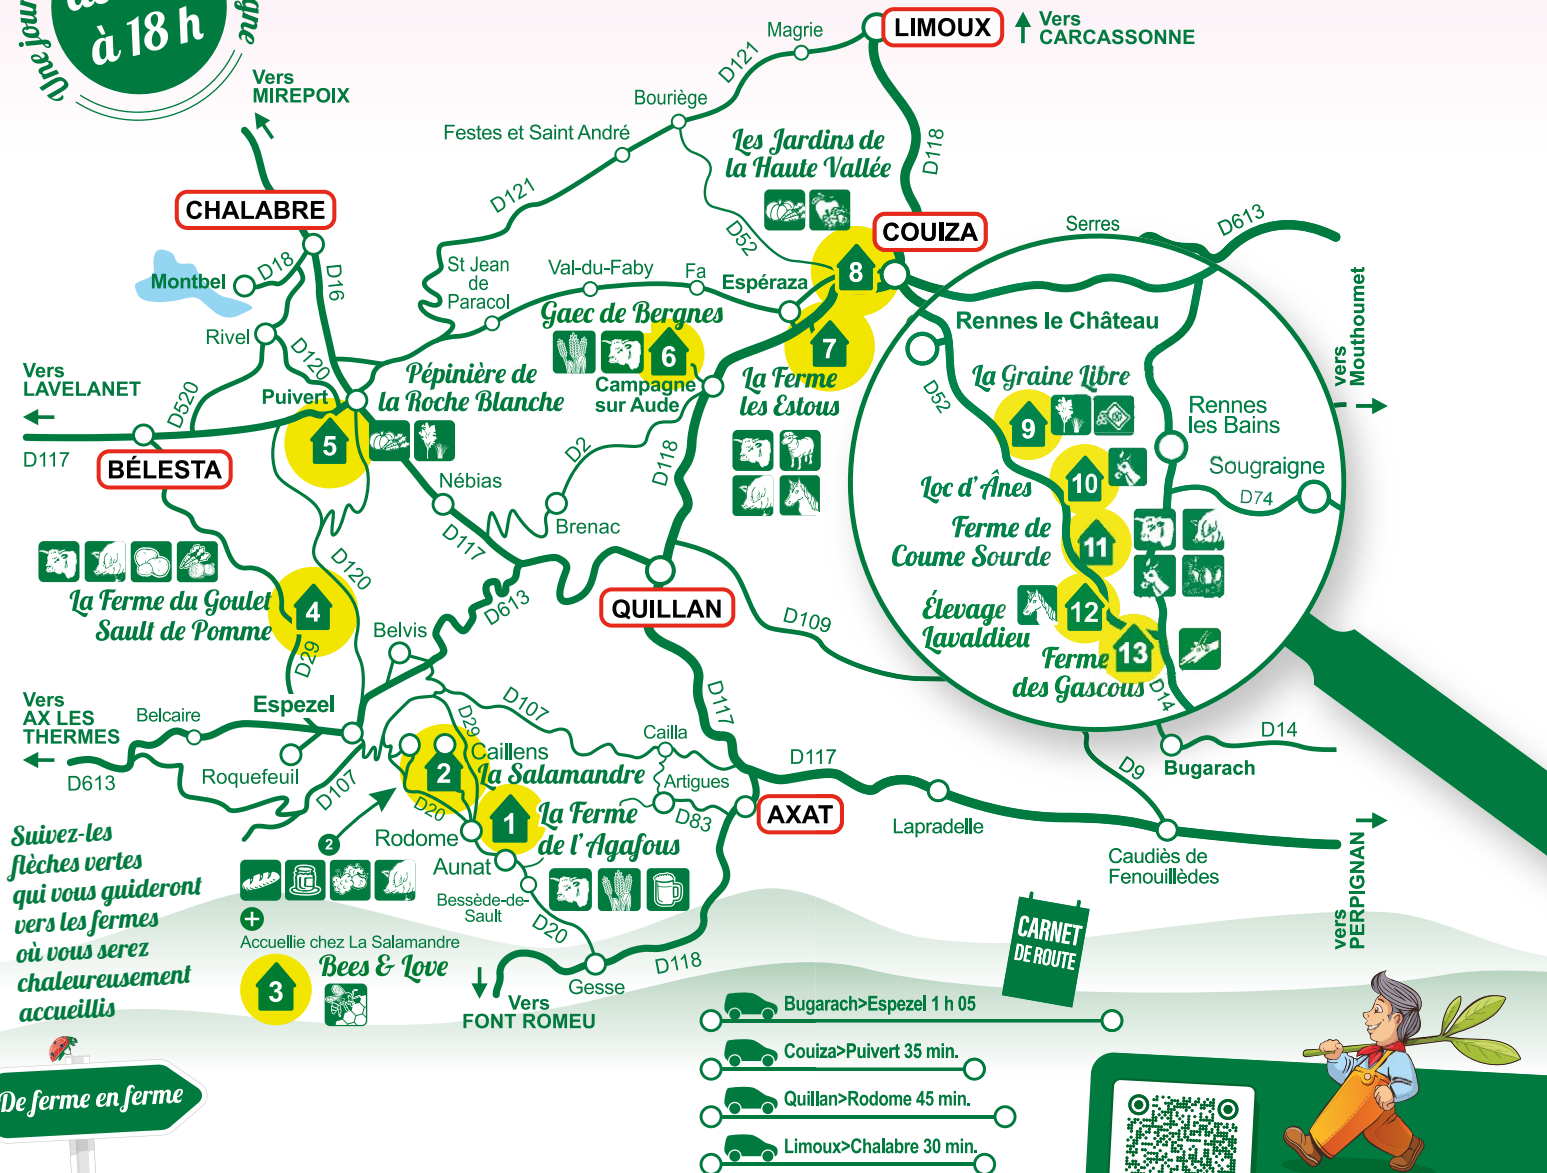 Une jour
à 18 h
gne
Vers
MIREPOIX
Magrie
LIMOUX
Vers
CARCASSONNE
D121
Bouriège
Festes et Saint André
D118
Les Jardins de
la Haute Vallée
D121
CHALABRE
D52
COUIZA
Serres
D613
Montbel
D18
D16
St Jean
de
Paracol
Val-du-Faby
Fa
Espéraza
8
Rivel
D120
Gaec de Bergnes
6
7
Rennes le Château
vers
Mouthoumet
Vers
LAVELANET
D520
Puivert
Pépinière de
la Roche Blanche
Campagne
sur Aude
La Ferme
les Estous
D52
La Graine Libre
9
Rennes
les Bains
D117
BÉLESTA
5
D2
D118
Nébias
Brenac
D117
Loc d'Ânes
10
Sougraigne
D74
Ferme de
Coume Sourde
11
D120
La Ferme du Goulet
Sault de Pomme
4
D29
QUILLAN
D613
Belvis
D109
Élevage
Lavaldieu
12
Ferme
des Gascous
13
D14
Vers
AX LES
THERMES
D613
Belcaire
Espezel
Roquefeuil
D107
D107
D29
D117
Cailla
Caillens
2
La Salamandre
D20
Artigues
D83
D117
D14
D9
Bugarach
AXAT
Lapradelle
Caudiès de
Fenouillèdes
vers
PERPIGNAN
Rodome
1
La Ferme
de l'Agafous
Aunat
Bessède-de-
Sault
D20
Gesse
D118
2
Suivez-les
flèches vertes
qui vous guideront
vers les fermes
où vous serez
chaleureusement
accueillis
+
Accuellie chez La Salamandre
Bees & Love
3
Vers
FONT ROMEU
CARNET
DE ROUTE
Bugarach>Espezel 1 h 05
Couiza>Puivert 35 min.
Quillan>Rodome 45 min.
Limoux>Chalabre 30 min.
De ferme en ferme